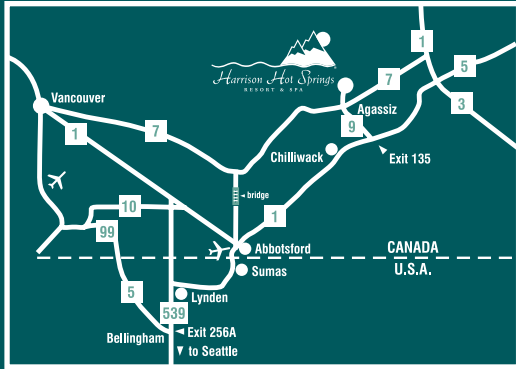 1
5
7
Harrison Hot Springs
RESORT & SPA
Vancouver
Agassiz
3
1
7
9
Chilliwack
Exit 135
bridge
10
1
99
Abbotsford
CANADA
Sumas
U.S.A.
5
Lynden
539
Bellingham
Exit 256A
to Seattle